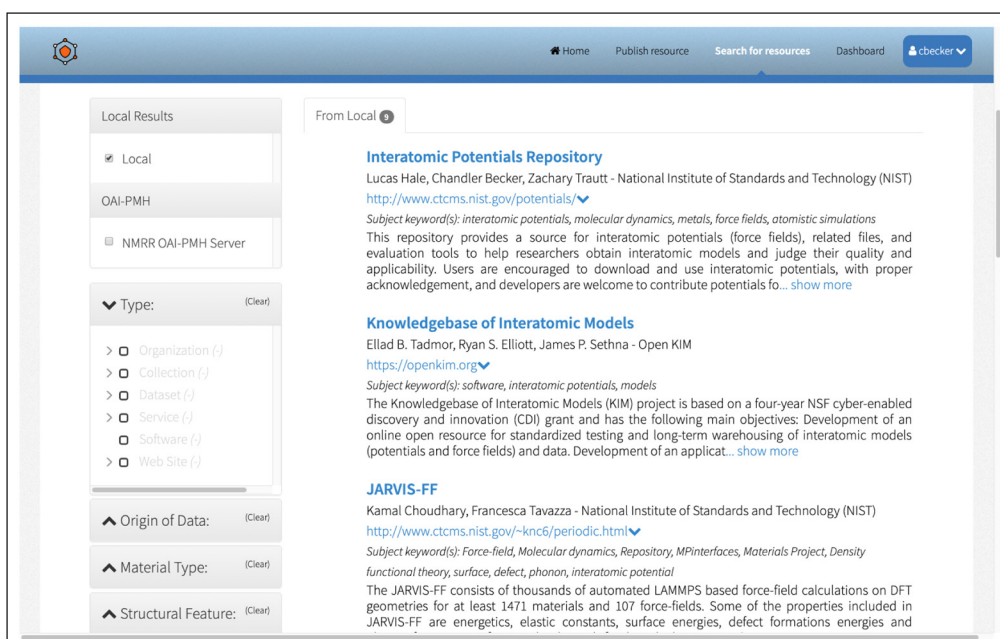 Home Publish resource Search for resources Dashboard cbecker
Local Results
Local
OAI-PMH
NMRR OAI-PMH Server
Type: (Clear)
Organization (-)
Collection (-)
Dataset (-)
Service (-)
Software (-)
Web Site (-)
Origin of Data: (Clear)
Material Type: (Clear)
Structural Feature: (Clear)
From Local 9
Interatomic Potentials Repository
Lucas Hale, Chandler Becker, Zachary Trautt - National Institute of Standards and Technology (NIST)
http://www.ctcms.nist.gov/potentials/
Subject keyword(s): interatomic potentials, molecular dynamics, metals, force fields, atomistic simulations
This repository provides a source for interatomic potentials (force fields), related files, and
evaluation tools to help researchers obtain interatomic models and judge their quality and
applicability. Users are encouraged to download and use interatomic potentials, with proper
acknowledgement, and developers are welcome to contribute potentials fo... show more
Knowledgebase of Interatomic Models
Ellad B. Tadmor, Ryan S. Elliott, James P. Sethna - Open KIM
https://openkim.org
Subject keyword(s): software, interatomic potentials, models
The Knowledgebase of Interatomic Models (KIM) project is based on a four-year NSF cyber-enabled
discovery and innovation (CDI) grant and has the following main objectives: Development of an
online open resource for standardized testing and long-term warehousing of interatomic models
(potentials and force fields) and data. Development of an applicat... show more
JARVIS-FF
Kamal Choudhary, Francesca Tavazza - National Institute of Standards and Technology (NIST)
http://www.ctcms.nist.gov/~knc6/periodic.html
Subject keyword(s): Force-field, Molecular dynamics, Repository, MPinterfaces, Materials Project, Density
functional theory, surface, defect, phonon, interatomic potential
The JARVIS-FF consists of thousands of automated LAMMPS based force-field calculations on DFT
geometries for at least 1471 materials and 107 force-fields. Some of the properties included in
JARVIS-FF are energetics, elastic constants, surface energies, defect formations energies and